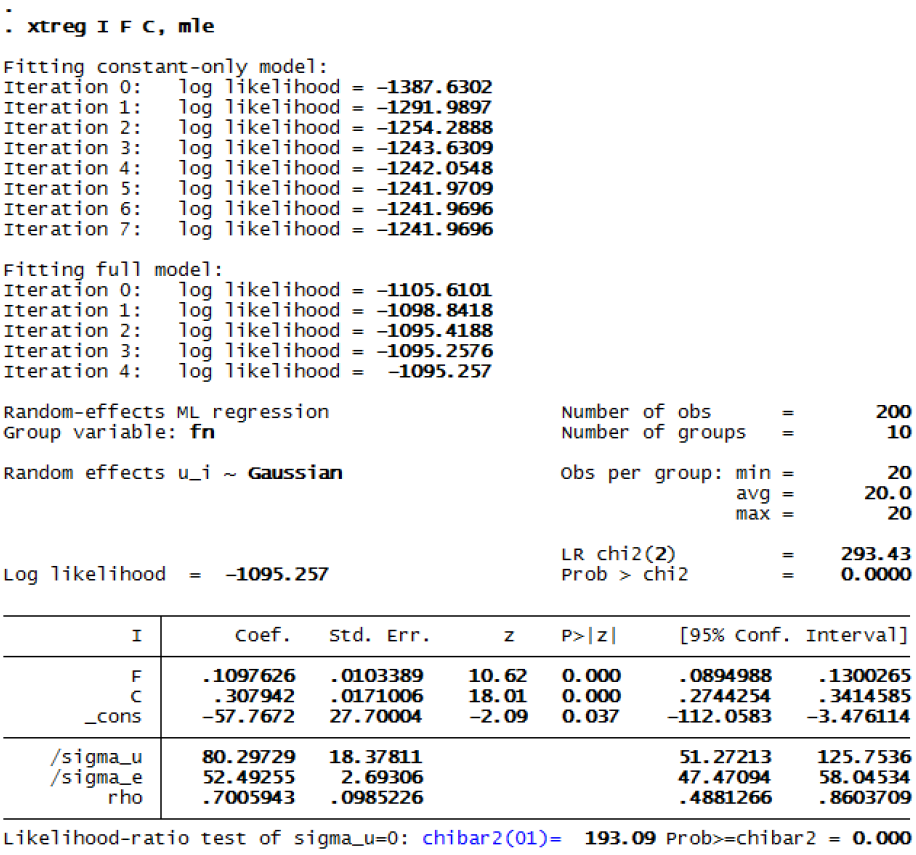 .
. xtreg I F C, mle
Fitting constant-only model:
Iteration 0:   log likelihood = -1387.6302
Iteration 1:   log likelihood = -1291.9897
Iteration 2:   log likelihood = -1254.2888
Iteration 3:   log likelihood = -1243.6309
Iteration 4:   log likelihood = -1242.0548
Iteration 5:   log likelihood = -1241.9709
Iteration 6:   log likelihood = -1241.9696
Iteration 7:   log likelihood = -1241.9696
Fitting full model:
Iteration 0:   log likelihood = -1105.6101
Iteration 1:   log likelihood = -1098.8418
Iteration 2:   log likelihood = -1095.4188
Iteration 3:   log likelihood = -1095.2576
Iteration 4:   log likelihood =  -1095.257
Random-effects ML regression                    Number of obs      =       200
Group variable: fn                              Number of groups   =        10
Random effects u_i ~ Gaussian                   Obs per group: min =        20
avg =      20.0
max =        20
LR chi2(2)         =    293.43
Log likelihood  =  -1095.257                    Prob > chi2        =    0.0000
I |      Coef.   Std. Err.      z    P>|z|     [95% Conf. Interval]
F |   .1097626   .0103389    10.62   0.000     .0894988    .1300265
C |    .307942   .0171006    18.01   0.000     .2744254    .3414585
_cons |   -57.7672   27.70004    -2.09   0.037    -112.0583   -3.476114
/sigma_u |   80.29729   18.37811                      51.27213    125.7536
/sigma_e |   52.49255    2.69306                      47.47094    58.04534
rho |   .7005943   .0985226                      .4881266    .8603709
Likelihood-ratio test of sigma_u=0: chibar2(01)=  193.09 Prob>=chibar2 = 0.000